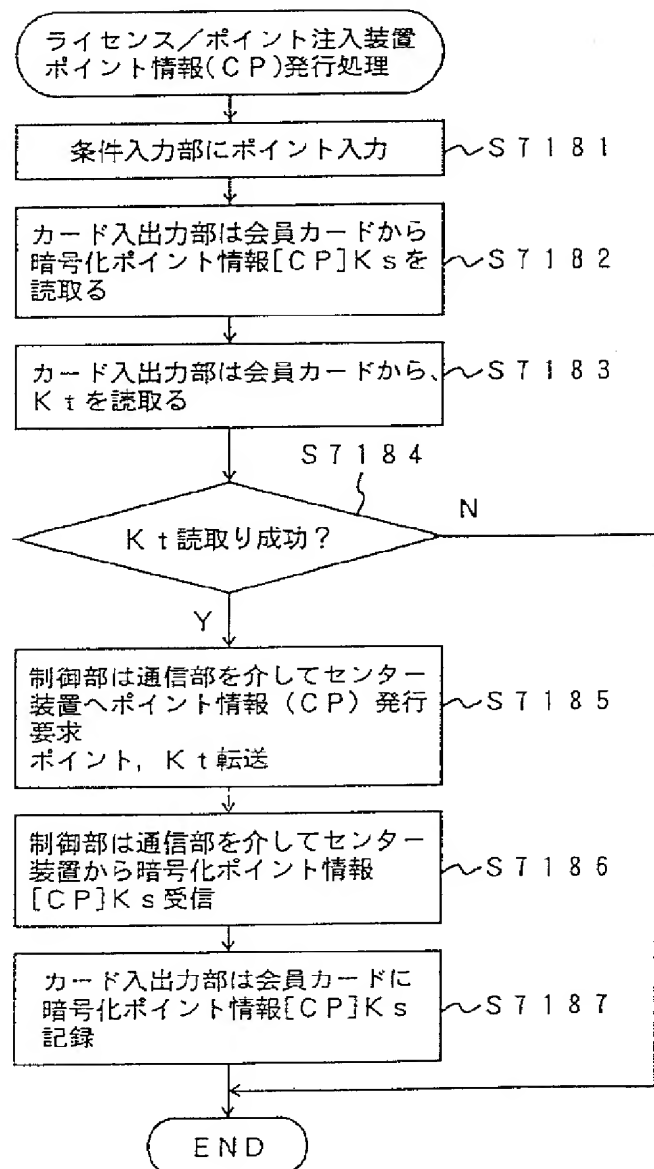 ライセンス／ポイント注入装置
ポイント情報(ＣＰ)発行処理
条件入力部にポイント入力
Ｓ７１８１
カード入出力部は会員カードから
暗号化ポイント情報[ＣＰ]Ｋｓを
読取る
Ｓ７１８２
カード入出力部は会員カードから、
Ｋｔを読取る
Ｓ７１８３
Ｓ７１８４
Ｋｔ読取り成功？
Ｎ
Ｙ
制御部は通信部を介してセンター
装置へポイント情報（ＣＰ）発行
要求
ポイント，Ｋｔ転送
Ｓ７１８５
制御部は通信部を介してセンター
装置から暗号化ポイント情報
[ＣＰ]Ｋｓ受信
Ｓ７１８６
カード入出力部は会員カードに
暗号化ポイント情報[ＣＰ]Ｋｓ
記録
Ｓ７１８７
ＥＮＤ